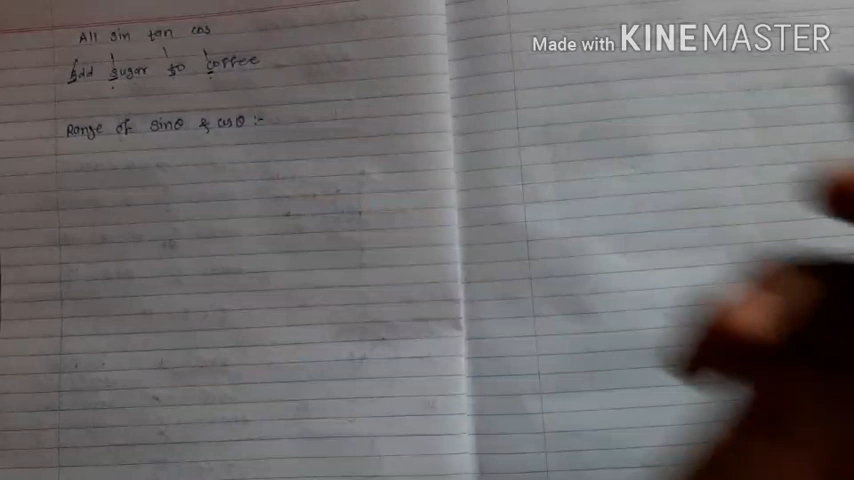 All sin tan cos
Add sugar to coffee
Range of sinθ & cosθ :-
Made with KINEMASTER